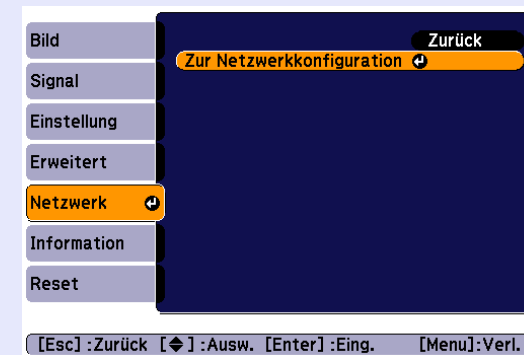 Bild
Signal
Einstellung
Erweitert
Netzwerk
Information
Reset
Zurück
Zur Netzwerkkonfiguration
[Esc] :Zurück [◆] :Ausw. [Enter] :Eing. [Menu]:Verl.